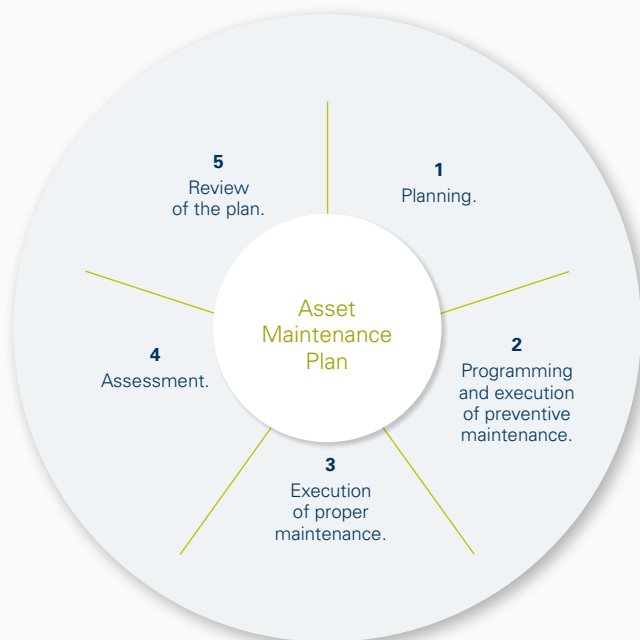 Asset
Maintenance
Plan
1
Planning.
2
Programming
and execution
of preventive
maintenance.
3
Execution
of proper
maintenance.
4
Assessment.
5
Review
of the plan.